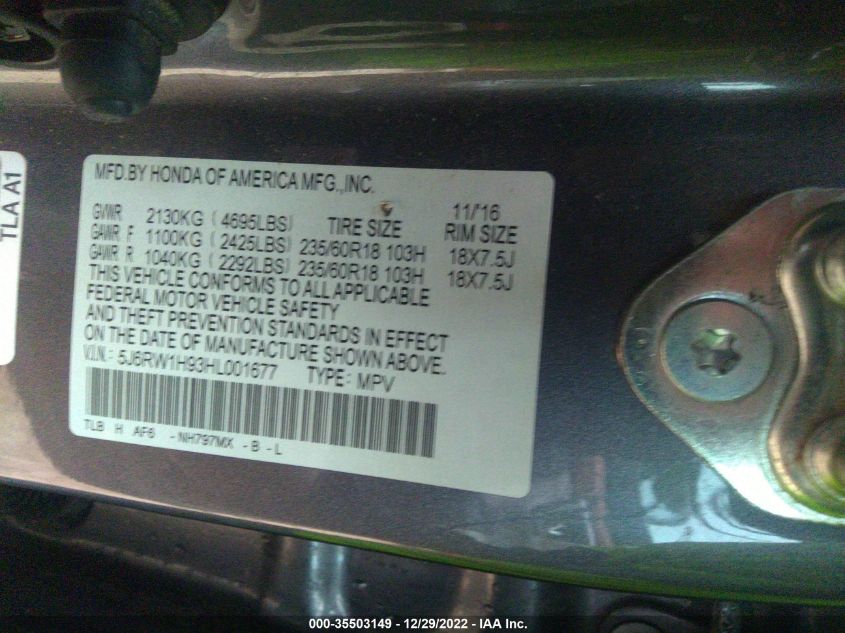 TLA A1
MFD.BY HONDA OF AMERICA MFG.,INC.
11/'16
GVWR 2130KG ( 4695LBS) TIRE SIZE RIM SIZE
GAWR F 1100KG (2425LBS) 235/60R18 103H 18X7.5J
GAWR R 1040KG (2292LBS) 235/60R18 103H 18X7.5J
THIS VEHICLE CONFORMS TO ALL APPLICABLE
FEDERAL MOTOR VEHICLE SAFETY
AND THEFT PREVENTION STANDARDS IN EFFECT
ON THE DATE OF MANUFACTURE SHOWN ABOVE.
V.I.N.: 5J6RW1H93HL001677 TYPE: MPV
TLB H AF6 -NH797MX -B-L
000-35503149 - 12/29/2022 - IAA Inc.